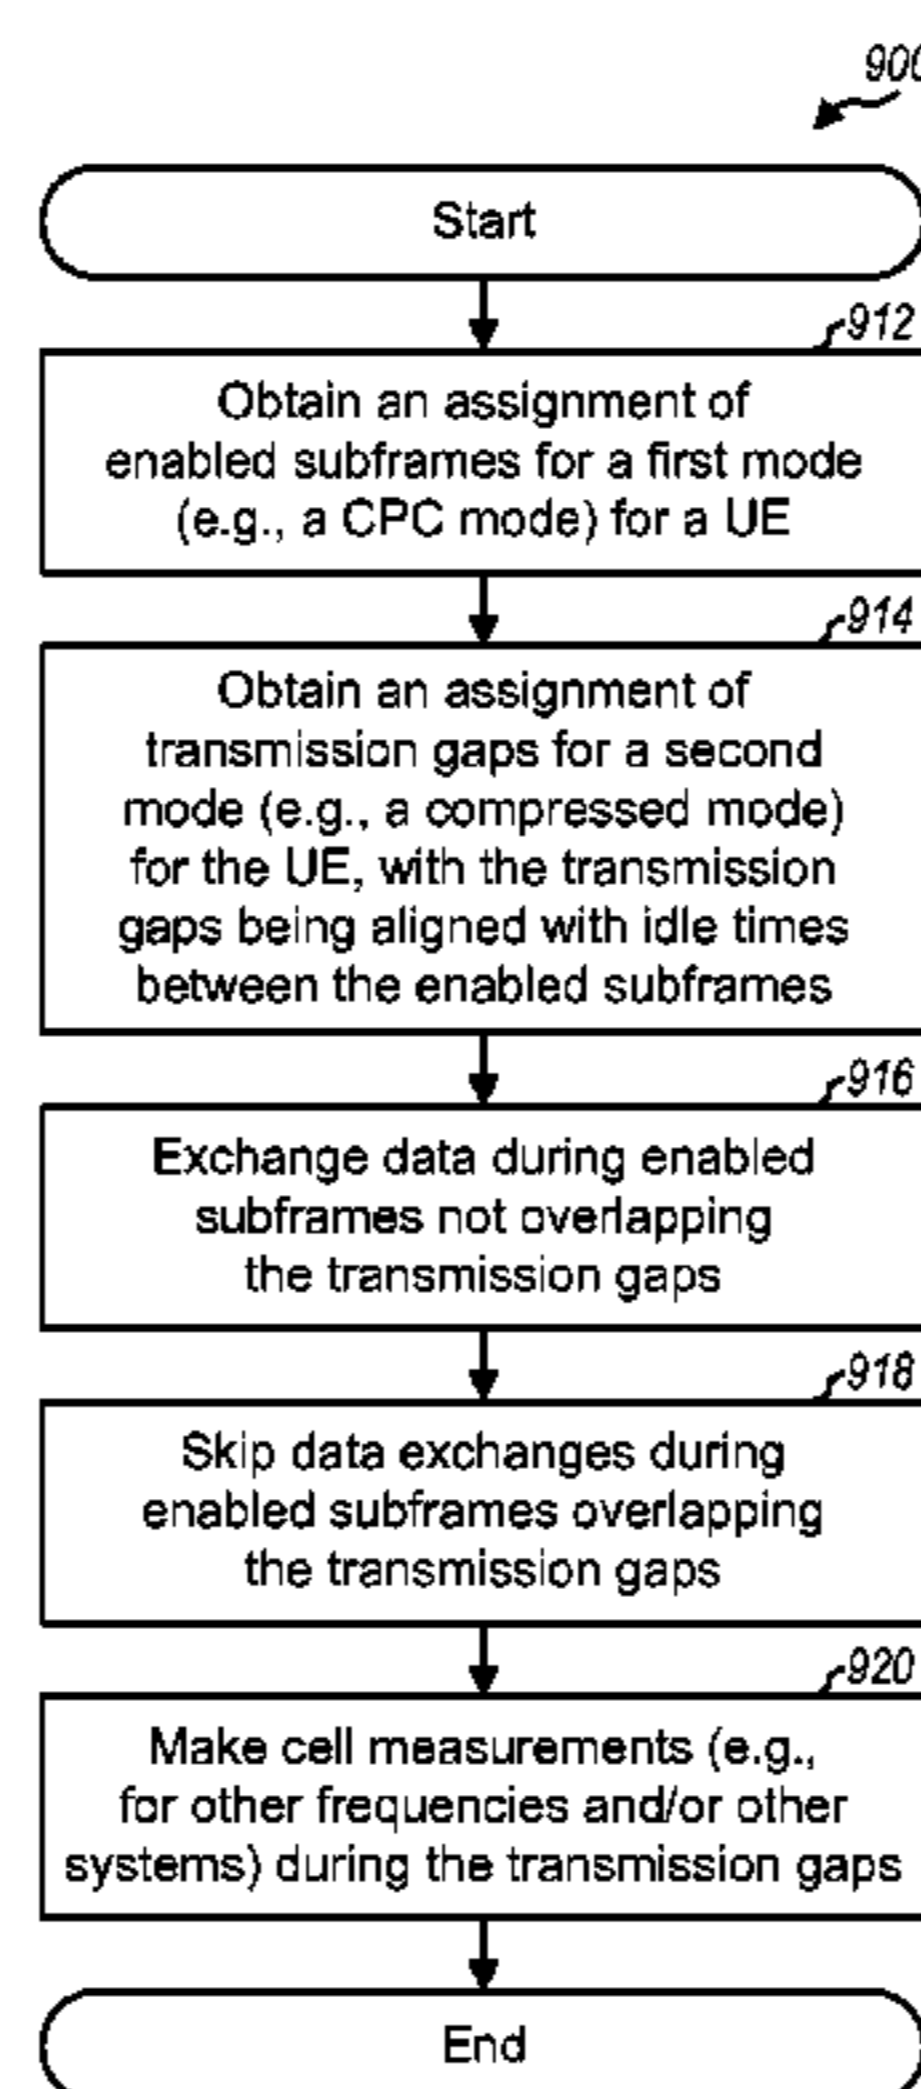 900
Start
912
Obtain an assignment of
enabled subframes for a first mode
(e.g., a CPC mode) for a UE
914
Obtain an assignment of
transmission gaps for a second
mode (e.g., a compressed mode)
for the UE, with the transmission
gaps being aligned with idle times
between the enabled subframes
916
Exchange data during enabled
subframes not overlapping
the transmission gaps
918
Skip data exchanges during
enabled subframes overlapping
the transmission gaps
920
Make cell measurements (e.g.,
for other frequencies and/or other
systems) during the transmission gaps
End